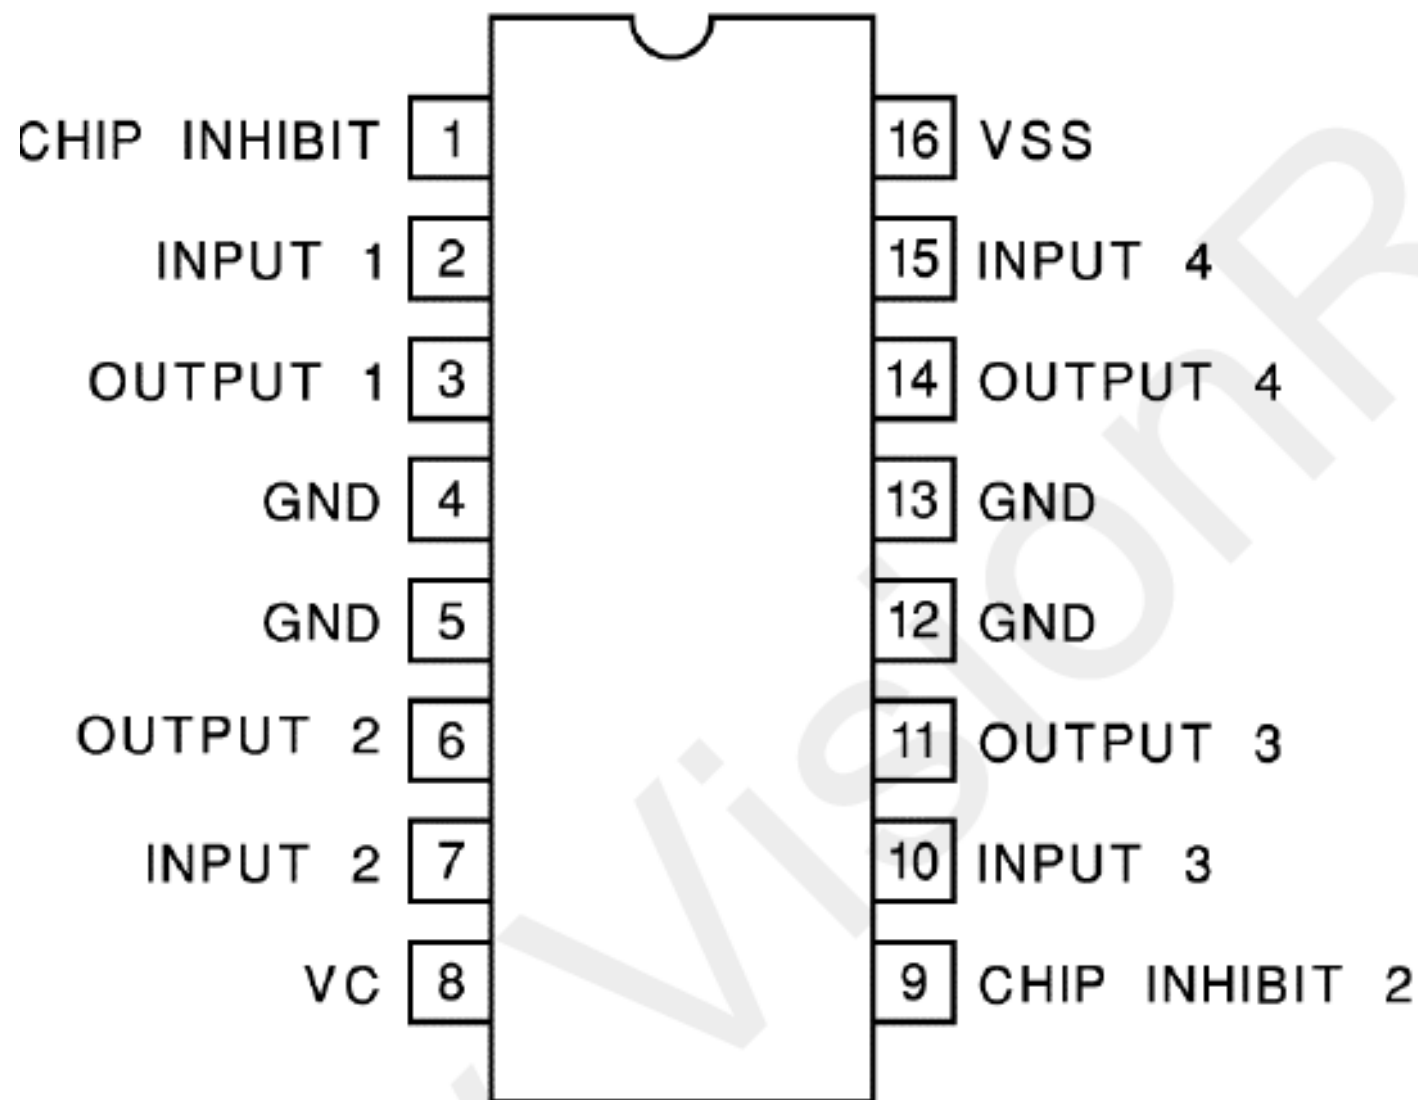 CHIP INHIBIT 1 16 VSS
INPUT 1 2 15 INPUT 4
OUTPUT 1 3 14 OUTPUT 4
GND 4 13 GND
GND 5 12 GND
OUTPUT 2 6 11 OUTPUT 3
INPUT 2 7 10 INPUT 3
VC 8 9 CHIP INHIBIT 2
VisionR